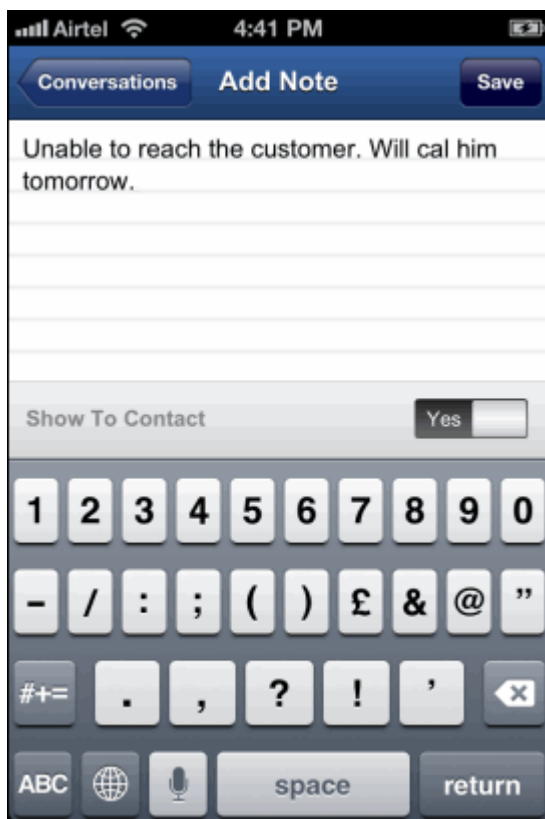 Airtel 4:41 PM
Conversations Add Note Save
Unable to reach the customer. Will cal him
tomorrow.
Show To Contact Yes
1 2 3 4 5 6 7 8 9 0
- / : ; ( ) £ & @ ”
#+= . , ? ! ’
ABC space return